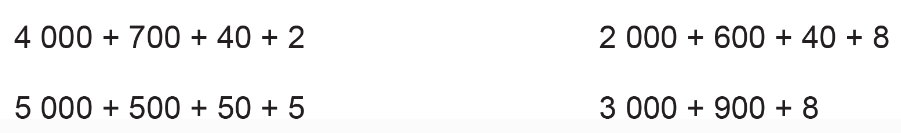 4 000 + 700 + 40 + 2
2 000 + 600 + 40 + 8
5 000 + 500 + 50 + 5
3 000 + 900 + 8